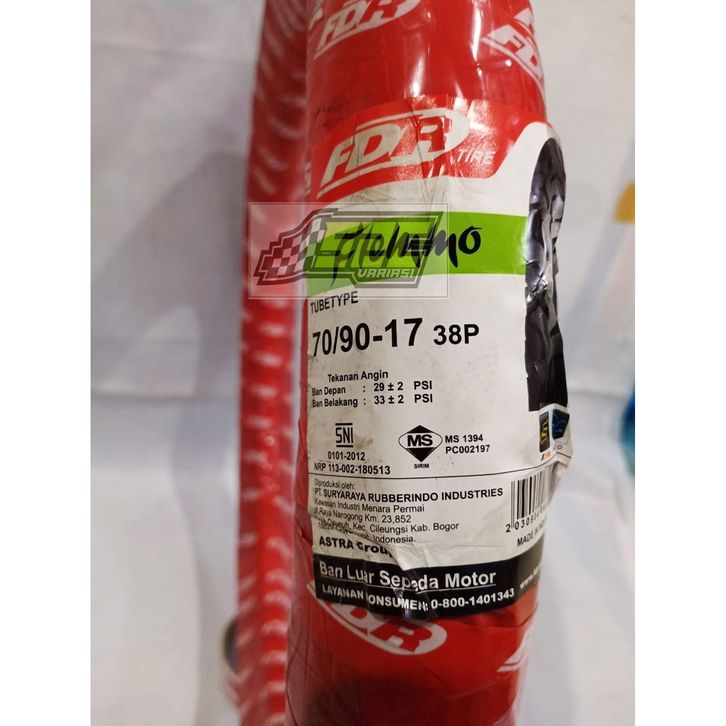 FDR
FDR
FDR TIRE
VARIASI
TUBETYPE
70/90-17 38P
Tekanan Angin
Ban Depan : 29 ± 2 PSI
Ban Belakang : 33 ± 2 PSI
SNI
0101-2012
NRP 113-002-180513
MS
SIRIM
MS 1394
PC002197
Diproduksi oleh:
PT. SURYARAYA RUBBERINDO INDUSTRIES
Kawasan Industri Menara Permai
Jl.Raya Narogong Km. 23,852
Kec. Cileungsi Kab. Bogor
Indonesia.
ASTRA Group
MADE IN
Ban Luar Sepeda Motor
LAYANAN KONSUMEN: 0-800-1401343
FDR